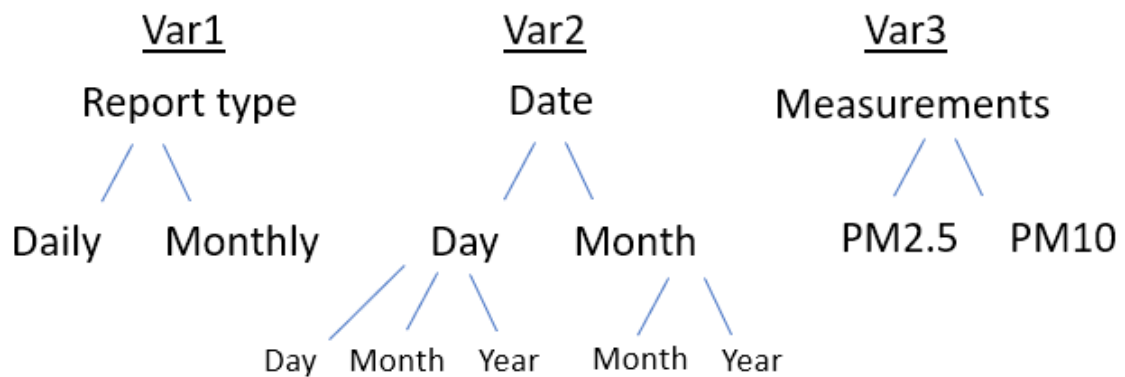 Var1 Var2 Var3
Report type Date Measurements
Daily Monthly Day Month PM2.5 PM10
Day Month Year Month Year